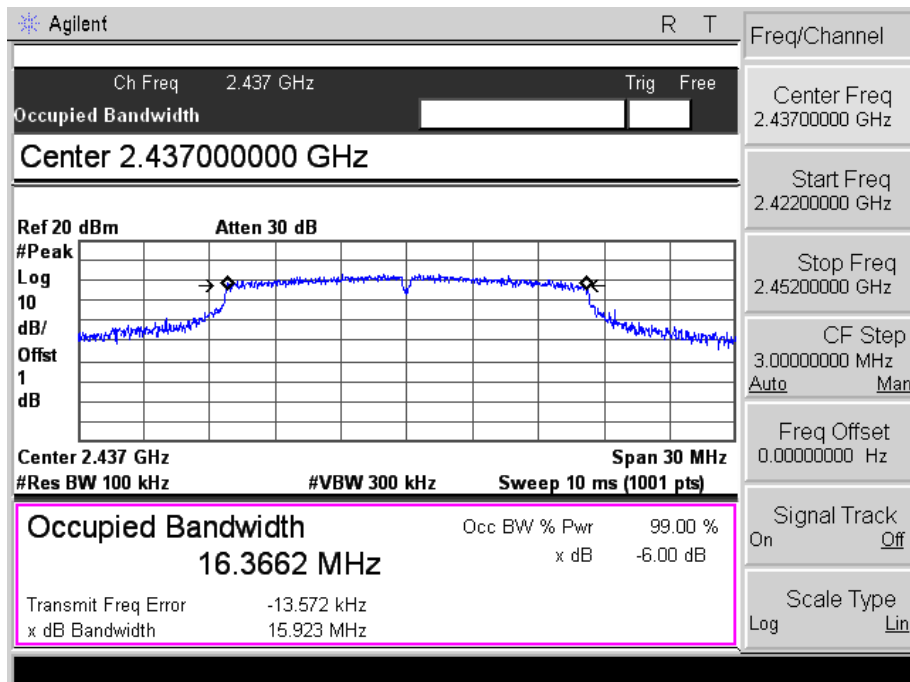 Agilent
R T
Ch Freq 2.437 GHz Trig Free
Occupied Bandwidth
Center 2.437000000 GHz
Ref 20 dBm Atten 30 dB
#Peak
Log
10
dB/
Offst
1
dB
Center 2.437 GHz Span 30 MHz
#Res BW 100 kHz #VBW 300 kHz Sweep 10 ms (1001 pts)
Occupied Bandwidth
16.3662 MHz
Occ BW % Pwr 99.00 %
x dB -6.00 dB
Transmit Freq Error -13.572 kHz
x dB Bandwidth 15.923 MHz
Freq/Channel
Center Freq
2.43700000 GHz
Start Freq
2.42200000 GHz
Stop Freq
2.45200000 GHz
CF Step
3.00000000 MHz
Auto Man
Freq Offset
0.00000000 Hz
Signal Track
On Off
Scale Type
Log Lin